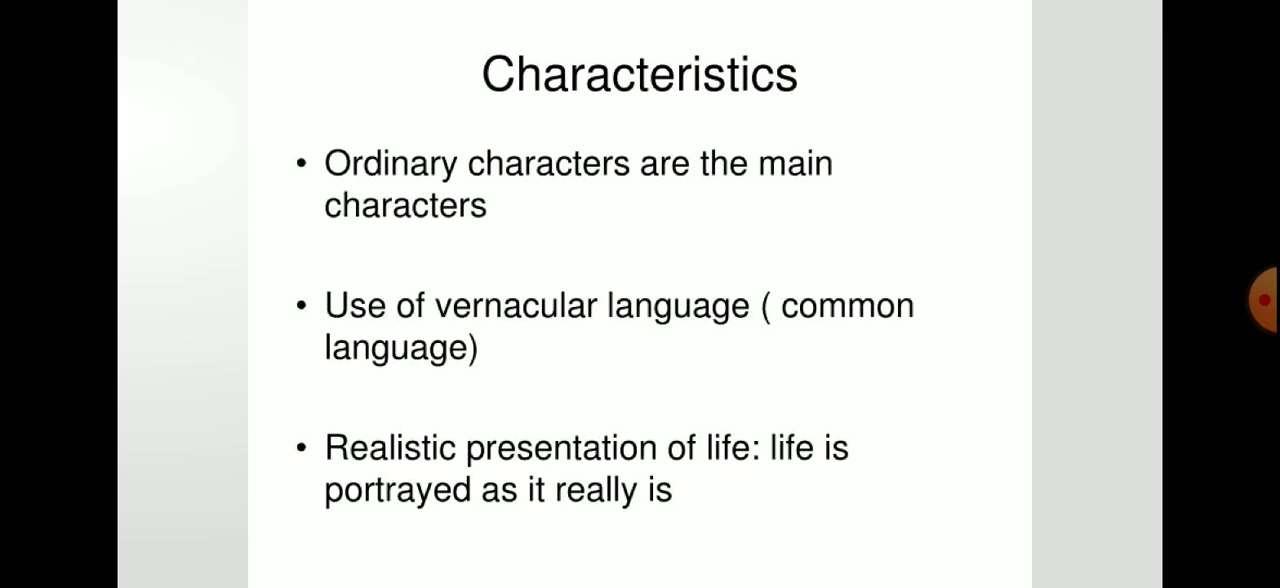 Characteristics
• Ordinary characters are the main
characters
• Use of vernacular language ( common
language)
• Realistic presentation of life: life is
portrayed as it really is